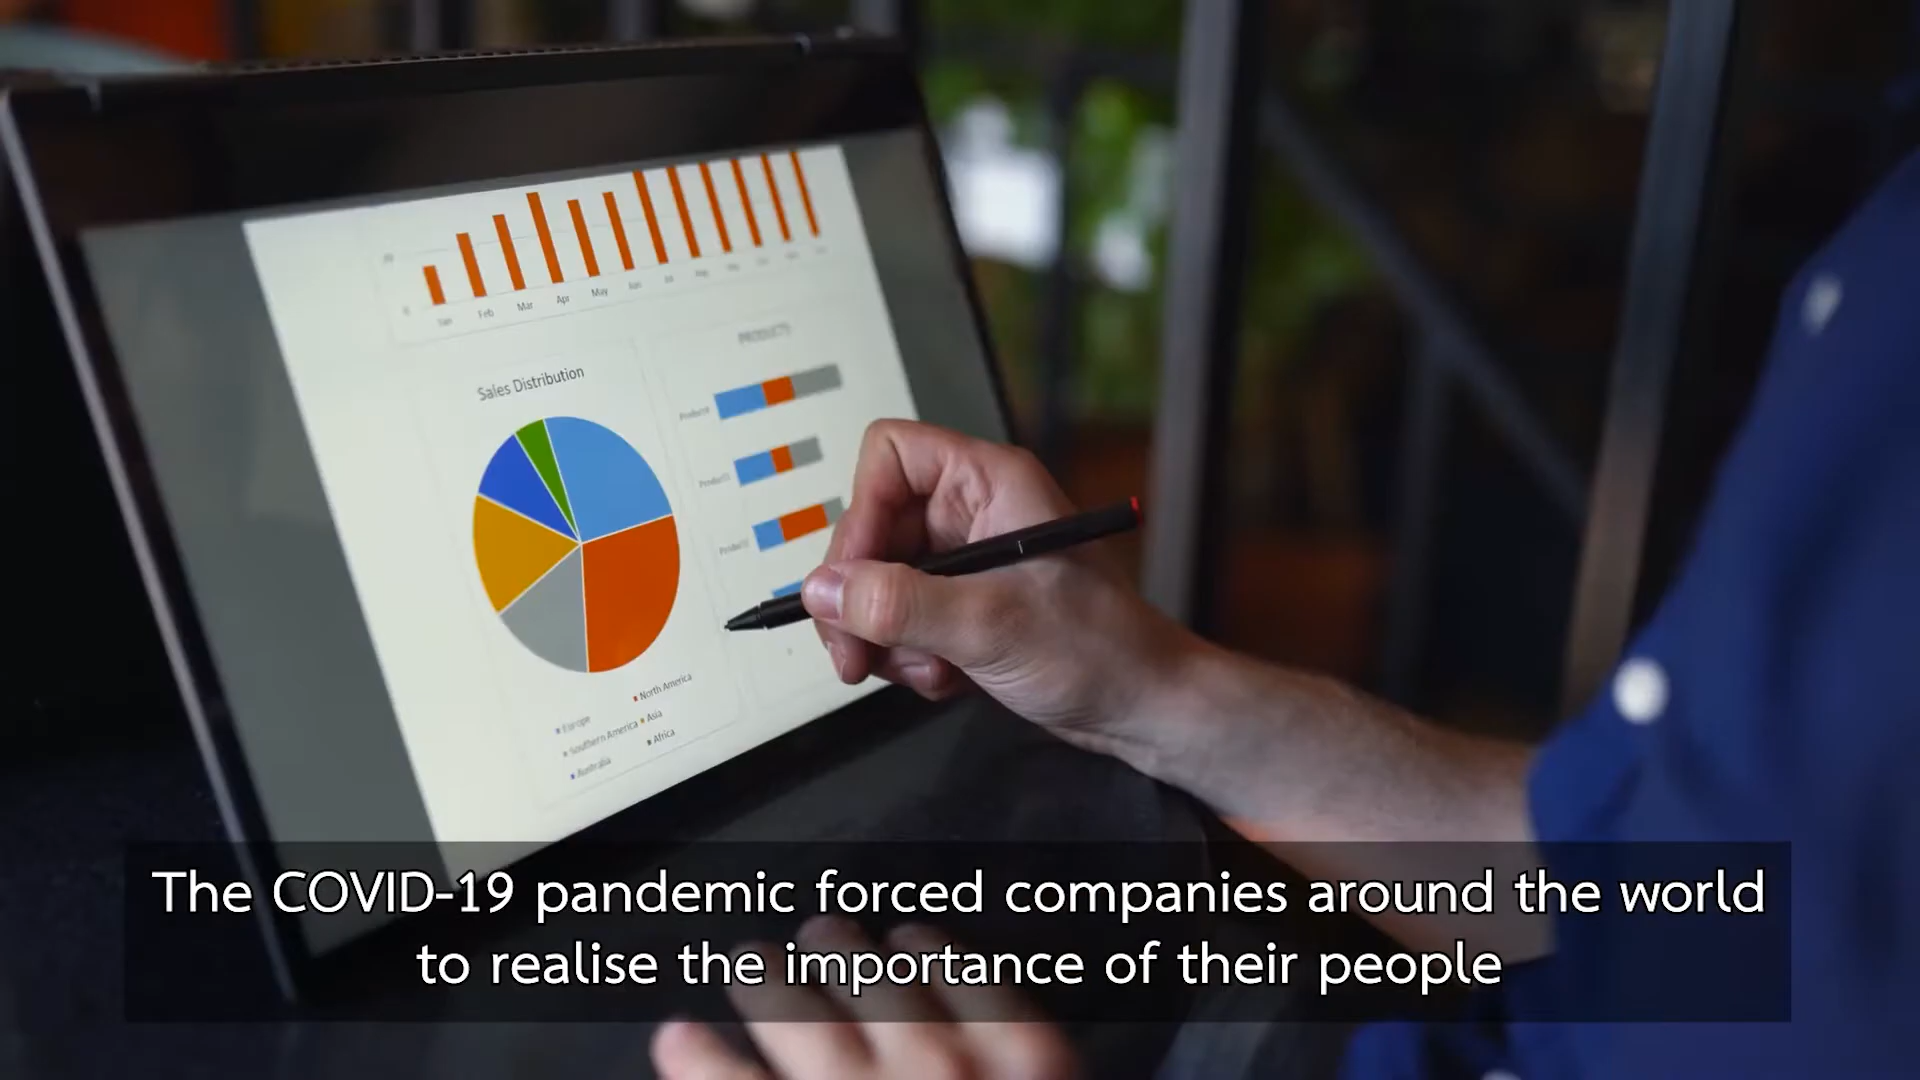 Mar
Apr
May
Feb
Jan
Sales Distribution
PRODUCTS
North America
Europe
Southern America
Asia
Africa
Australia
The COVID-19 pandemic forced companies around the world
to realise the importance of their people